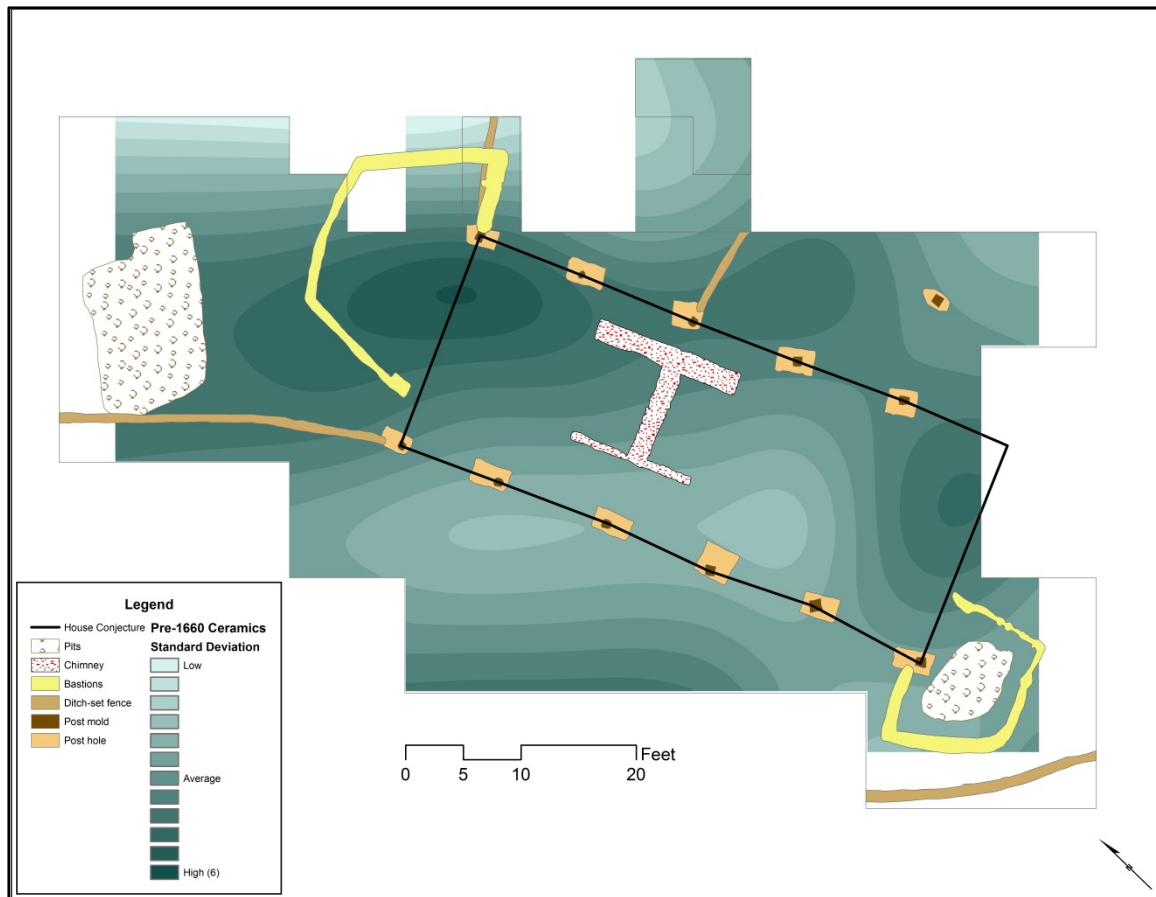 Legend
House Conjecture
Pits
Chimney
Bastions
Ditch-set fence
Post mold
Post hole
Pre-1660 Ceramics
Standard Deviation
Low
Average
High (6)
Feet
0 5 10 20
N